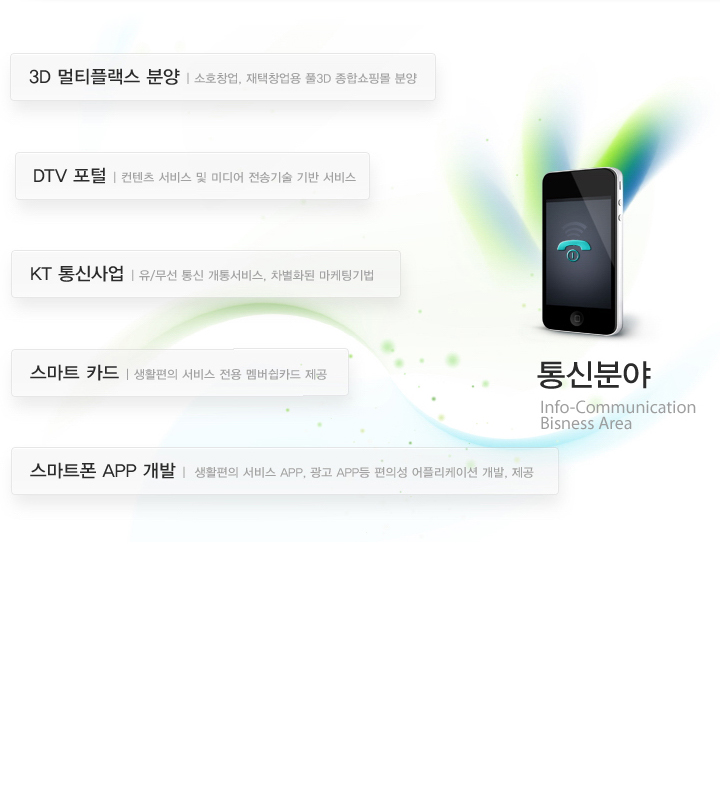 3D 멀티플랙스 분양 | 소호창업, 재택창업용 풀3D 종합쇼핑몰 분양
DTV 포털 | 컨텐츠 서비스 및 미디어 전송기술 기반 서비스
KT 통신사업 | 유/무선 통신 개통서비스, 차별화된 마케팅기법
스마트 카드 | 생활편의 서비스 전용 멤버쉽카드 제공
통신분야
Info-Communication
Bisness Area
스마트폰 APP 개발 | 생활편의 서비스 APP, 광고 APP등 편의성 어플리케이션 개발, 제공